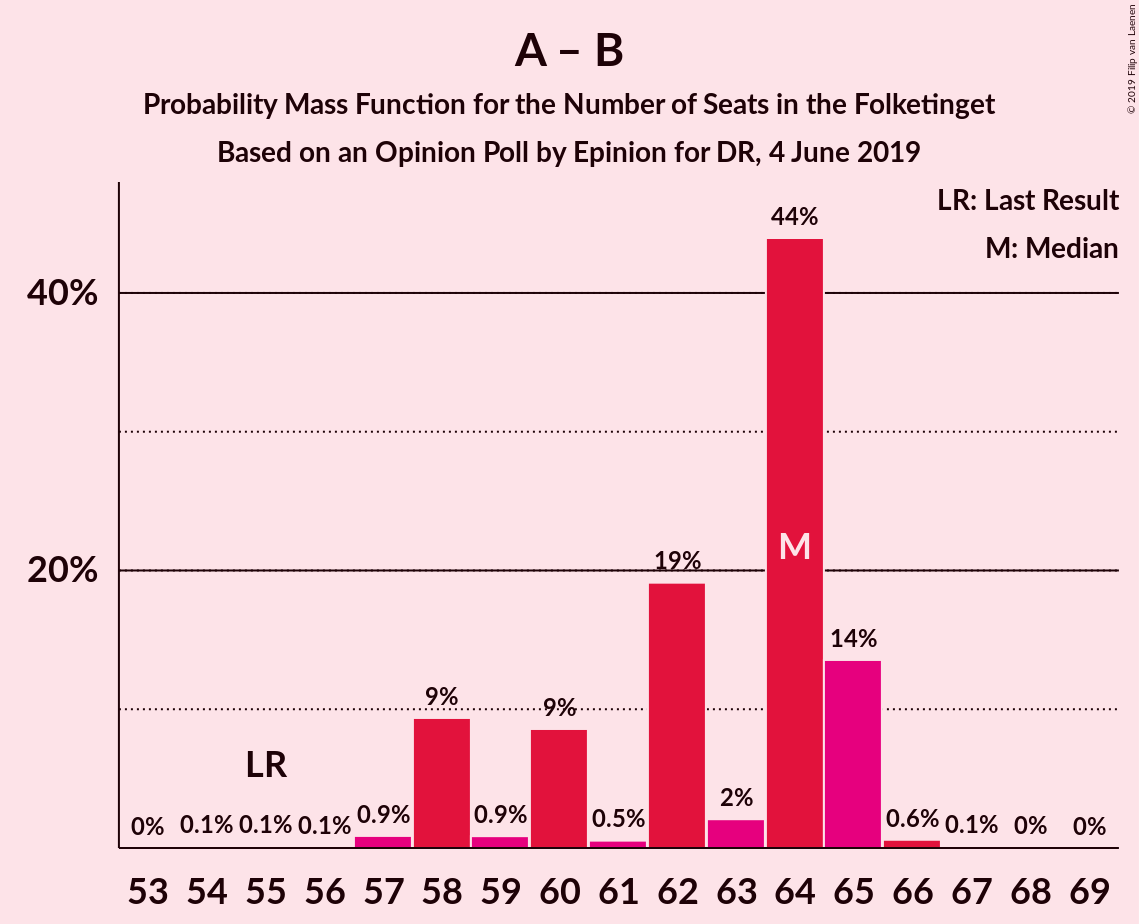 A – B
Probability Mass Function for the Number of Seats in the Folketinget
Based on an Opinion Poll by Epinion for DR, 4 June 2019
© 2019 Filip van Laenen
LR: Last Result
M: Median
40%
20%
44%
M
19%
14%
9%
9%
LR
0%
0.1%
0.1%
0.1%
0.9%
0.9%
0.5%
2%
0.6%
0.1%
0%
0%
53 54 55 56 57 58 59 60 61 62 63 64 65 66 67 68 69